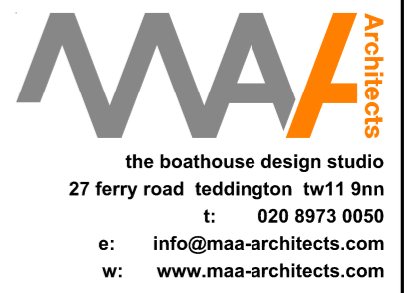 MAA
Architects
the boathouse design studio
27 ferry road teddington tw11 9nn
t: 020 8973 0050
e: info@maa-architects.com
w: www.maa-architects.com